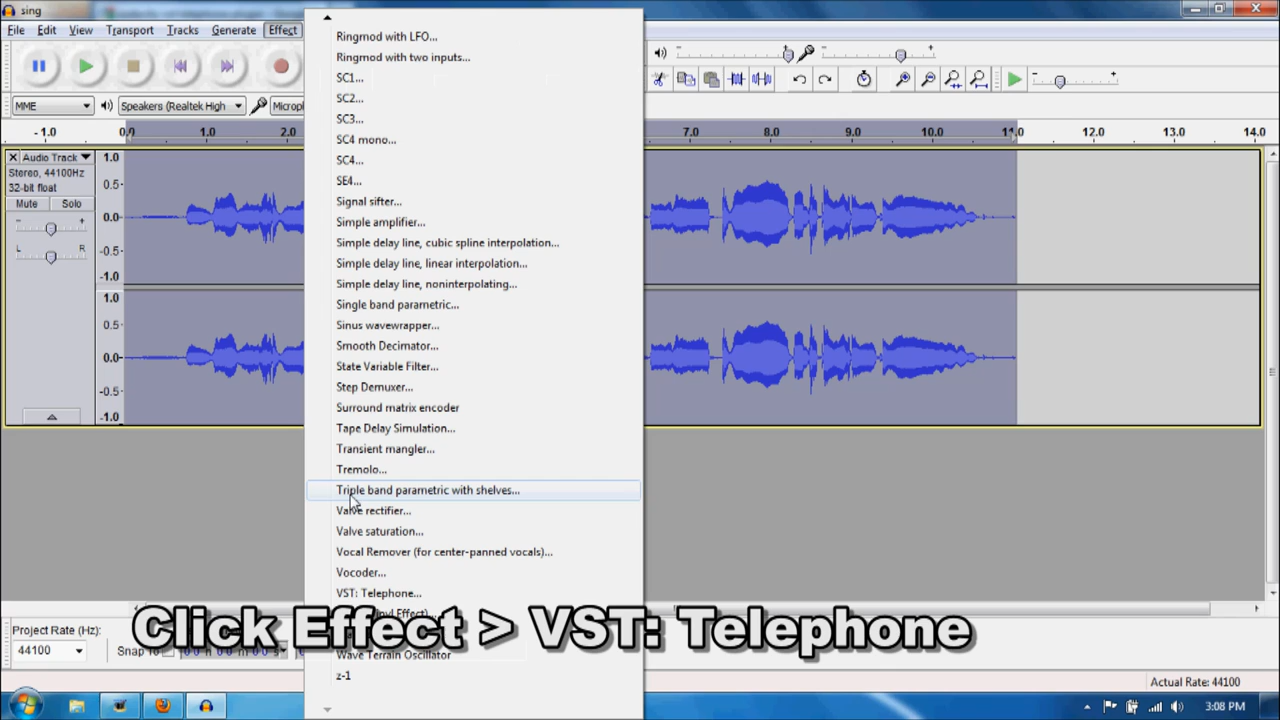 sing
File Edit View Transport Tracks Generate Effect
MME Speakers (Realtek High
-1.0 0.0 1.0 2.0 7.0 8.0 9.0 10.0 11.0 12.0 13.0 14.0
Audio Track
Stereo, 44100Hz
32-bit float
Mute Solo
- +
L R
1.0
0.5
0.0
-0.5
-1.0
1.0
0.5
0.0
-0.5
-1.0
Ringmod with LFO...
Ringmod with two inputs...
SC1...
SC2...
SC3...
SC4 mono...
SC4...
SE4...
Signal sifter...
Simple amplifier...
Simple delay line, cubic spline interpolation...
Simple delay line, linear interpolation...
Simple delay line, noninterpolating...
Single band parametric...
Sinus wavewrapper...
Smooth Decimator...
State Variable Filter...
Step Demuxer...
Surround matrix encoder
Tape Delay Simulation...
Transient mangler...
Tremolo...
Triple band parametric with shelves...
Valve rectifier...
Valve saturation...
Vocal Remover (for center-panned vocals)...
Vocoder...
VST: Telephone...
Wave Terrain Oscillator
z-1
Click Effect > VST: Telephone
Project Rate (Hz):
44100
Snap To
Actual Rate: 44100
3:08 PM